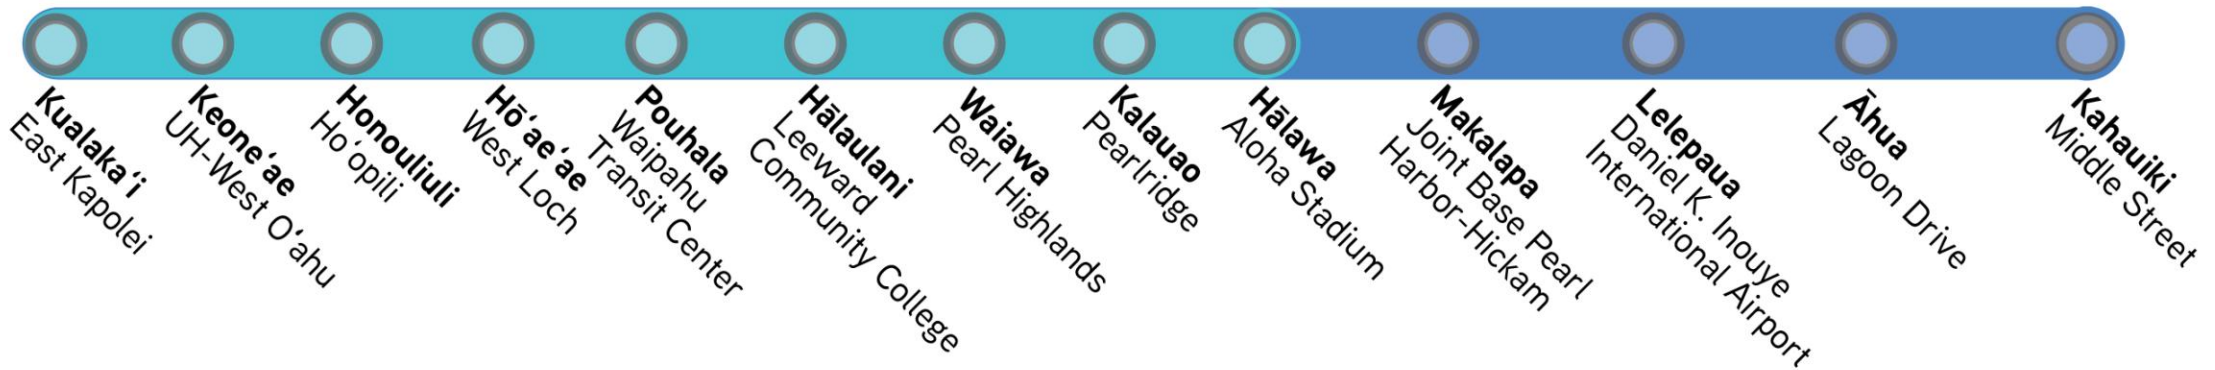 Kualakaʻi
East Kapolei
Keoneʻae
UH-West Oʻahu
Honouliuli
Hoʻopili
Hōʻaeʻae
West Loch
Pouhala
Waipahu
Transit Center
Hālaulani
Leeward
Community College
Waiawa
Pearl Highlands
Kalauao
Pearlridge
Hālawa
Aloha Stadium
Makalapa
Joint Base Pearl
Harbor-Hickam
Lelepaua
Daniel K. Inouye
International Airport
Āhua
Lagoon Drive
Kahauiki
Middle Street